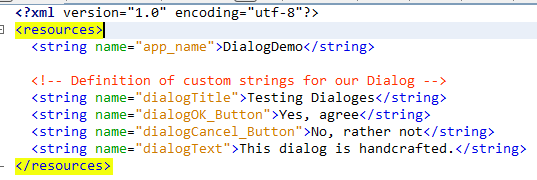 <?xml version="1.0" encoding="utf-8"?>
<resources>
<string name="app_name">DialogDemo</string>
<!-- Definition of custom strings for our Dialog -->
<string name="dialogTitle">Testing Dialoges</string>
<string name="dialogOK_Button">Yes, agree</string>
<string name="dialogCancel_Button">No, rather not</string>
<string name="dialogText">This dialog is handcrafted.</string>
</resources>